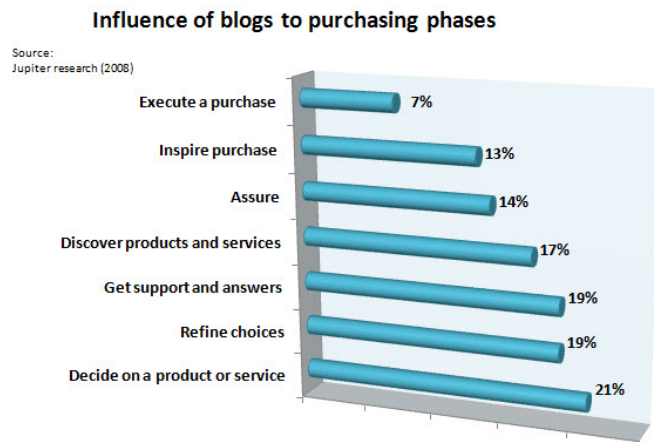 Influence of blogs to purchasing phases
Source:
Jupiter research (2008)
Execute a purchase 7%
Inspire purchase 13%
Assure 14%
Discover products and services 17%
Get support and answers 19%
Refine choices 19%
Decide on a product or service 21%